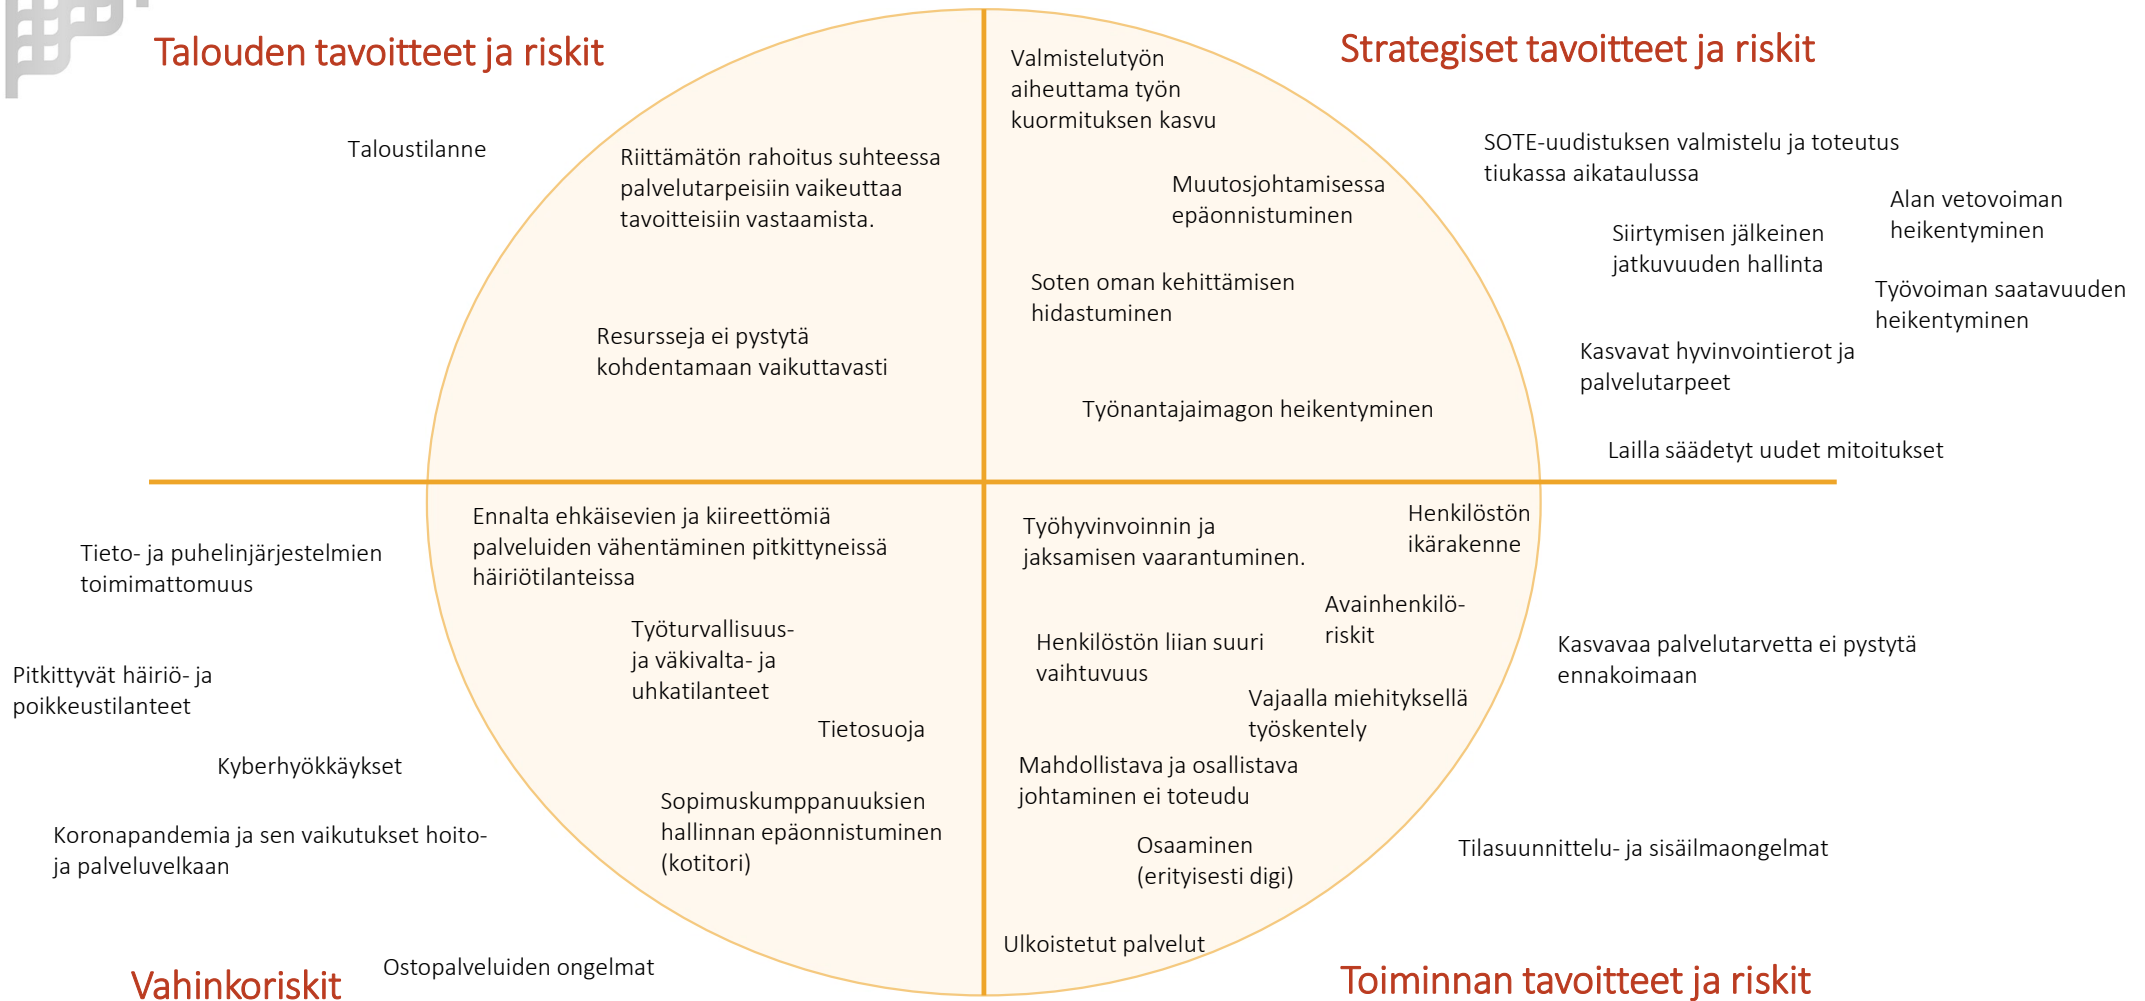 Talouden tavoitteet ja riskit
Taloustilanne
Riittämätön rahoitus suhteessa
palvelutarpeisiin vaikeuttaa
tavoitteisiin vastaamista.
Resursseja ei pystytä
kohdentamaan vaikuttavasti
Strategiset tavoitteet ja riskit
Valmistelutyön
aiheuttama työn
kuormituksen kasvu
Muutosjohtamisessa
epäonnistuminen
Soten oman kehittämisen
hidastuminen
Työnantajaimagon heikentyminen
SOTE-uudistuksen valmistelu ja toteutus
tiukassa aikataulussa
Alan vetovoiman
heikentyminen
Siirtymisen jälkeinen
jatkuvuuden hallinta
Työvoiman saatavuuden
heikentyminen
Kasvavat hyvinvointierot ja
palvelutarpeet
Lailla säädetyt uudet mitoitukset
Tieto- ja puhelinjärjestelmien
toimimattomuus
Pitkittyvät häiriö- ja
poikkeustilanteet
Kyberhyökkäykset
Koronapandemia ja sen vaikutukset hoito-
ja palveluvelkaan
Ostopalveluiden ongelmat
Vahinkoriskit
Ennalta ehkäisevien ja kiireettömiä
palveluiden vähentäminen pitkittyneissä
häiriötilanteissa
Työturvallisuus-
ja väkivalta- ja
uhkatilanteet
Tietosuoja
Sopimuskumppanuuksien
hallinnan epäonnistuminen
(kotitori)
Työhyvinvoinnin ja
jaksamisen vaarantuminen.
Henkilöstön
ikärakenne
Avainhenkilö-
riskit
Henkilöstön liian suuri
vaihtuvuus
Vajaalla miehityksellä
työskentely
Mahdollistava ja osallistava
johtaminen ei toteudu
Osaaminen
(erityisesti digi)
Ulkoistetut palvelut
Kasvavaa palvelutarvetta ei pystytä
ennakoimaan
Tilasuunnittelu- ja sisäilmaongelmat
Toiminnan tavoitteet ja riskit